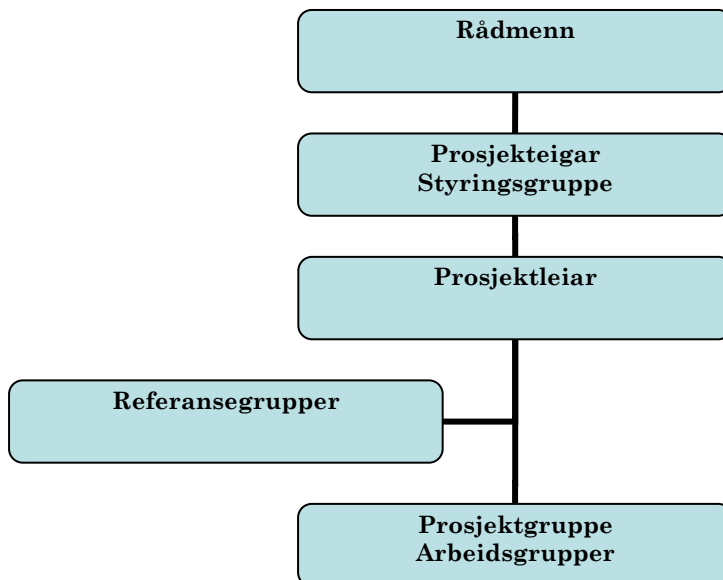 Rådmenn
Prosjekteigar
Styringsgruppe
Prosjektleiar
Referansegrupper
Prosjektgruppe
Arbeidsgrupper